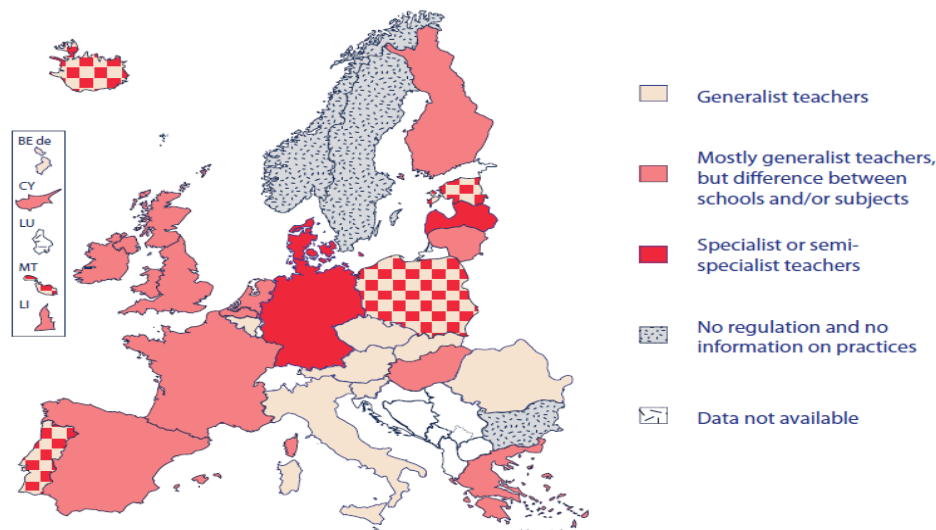 BE de
CY
LU
MT
LI
Generalist teachers
Mostly generalist teachers,
but difference between
schools and/or subjects
Specialist or semi-
specialist teachers
No regulation and no
information on practices
Data not available